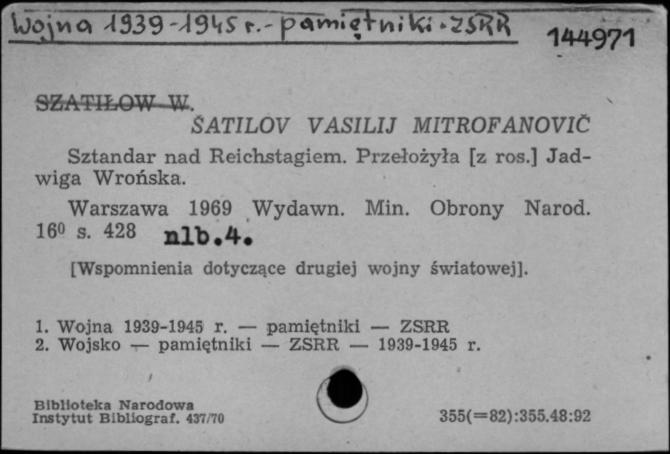 Wojna 1939-1945 r. - pamiętniki - ZSRR
144971
SZATIŁOW W.
ŠATILOV VASILIJ MITROFANOVIČ
Sztandar nad Reichstagiem. Przełożyła [z ros.] Jad-
wiga Wrońska.
Warszawa 1969 Wydawn. Min. Obrony Narod.
16⁰ s. 428 nlb.4.
[Wspomnienia dotyczące drugiej wojny światowej].
1. Wojna 1939-1945 r. — pamiętniki — ZSRR
2. Wojsko — pamiętniki — ZSRR — 1939-1945 r.
Biblioteka Narodowa
Instytut Bibliograf. 437/70
355(=82):355.48:92